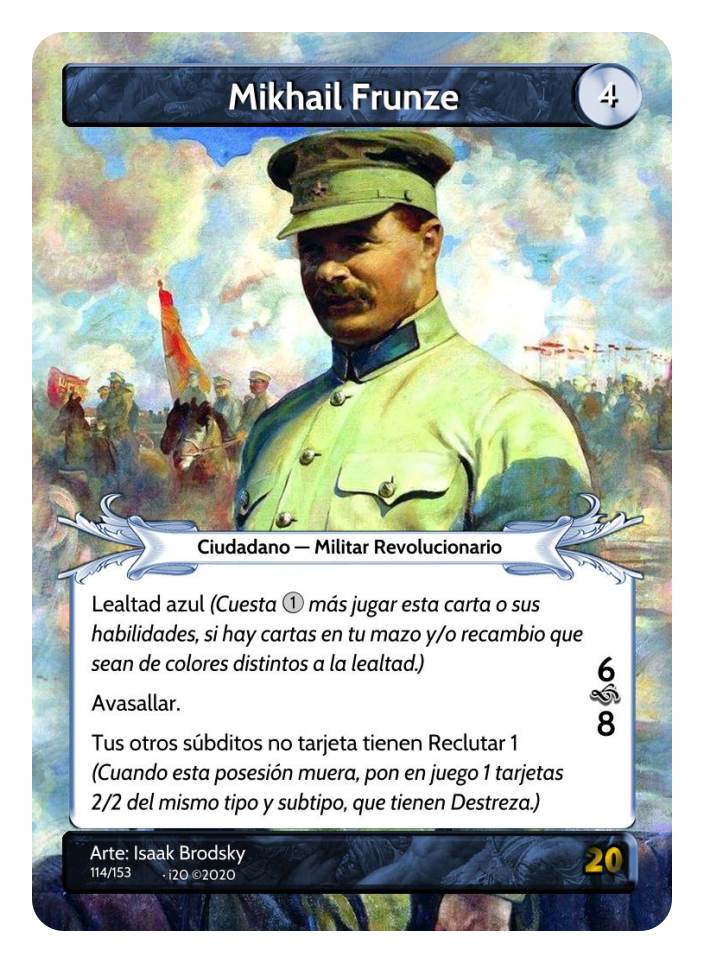 Mikhail Frunze
4
Ciudadano — Militar Revolucionario
Lealtad azul (Cuesta 1 más jugar esta carta o sus
habilidades, si hay cartas en tu mazo y/o recambio que
sean de colores distintos a la lealtad.)
Avasallar.
Tus otros súbditos no tarjeta tienen Reclutar 1
(Cuando esta posesión muera, pon en juego 1 tarjetas
2/2 del mismo tipo y subtipo, que tienen Destreza.)
6
8
Arte: Isaak Brodsky
114/153 · i20 ©2020
20